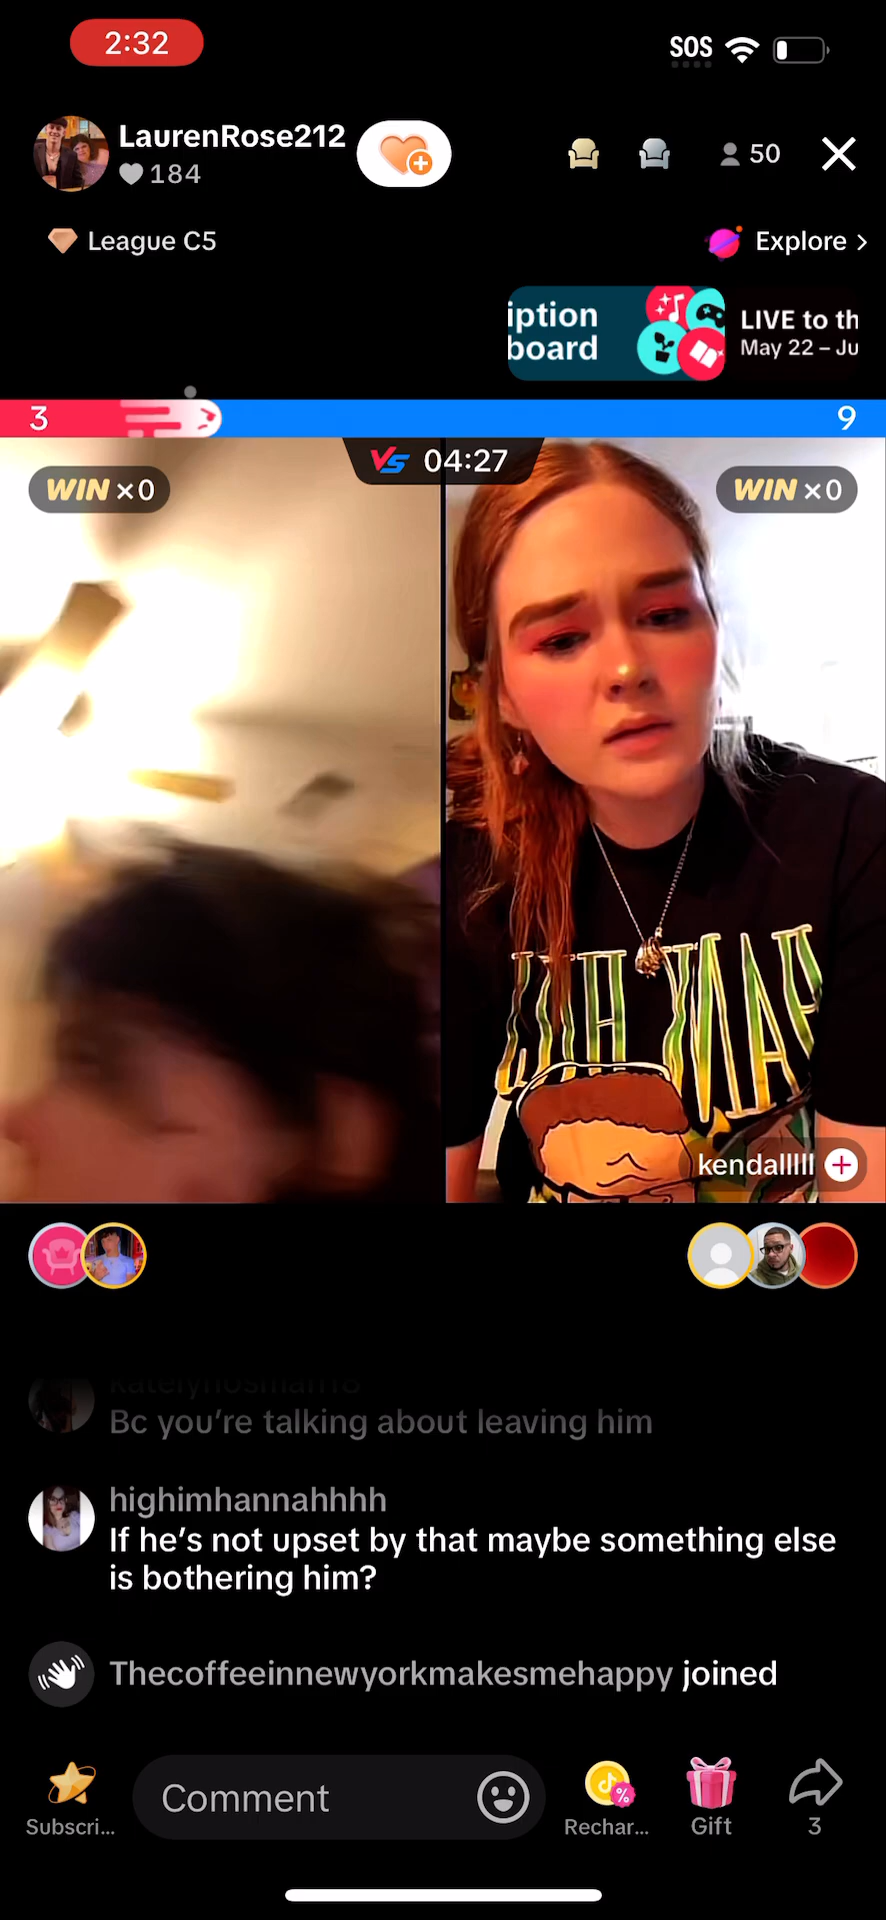 2:32
SOS
LaurenRose212
184
50
League C5
Explore >
iption
board
LIVE to th
May 22 – Ju
3
9
VS 04:27
WIN ×0
WIN ×0
kendalllll
Bc you're talking about leaving him
highimhannahhhh
If he's not upset by that maybe something else
is bothering him?
Thecoffeeinnewyorkmakesmehappy joined
Comment
Subscri...
Rechar...
Gift
3